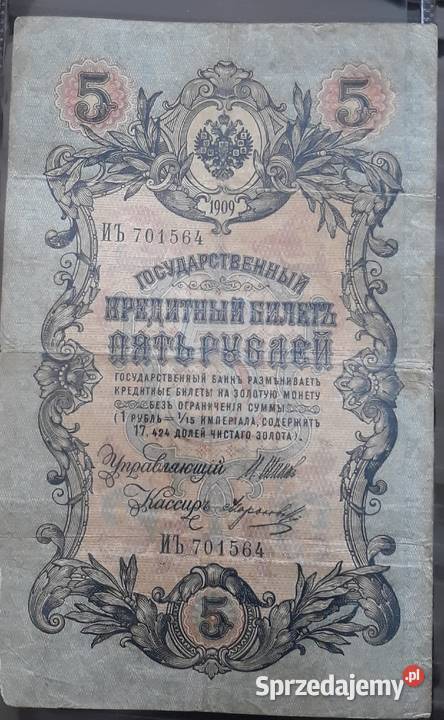 5 5
1909
ИЪ 701564
ГОСУДАРСТВЕННЫЙ
КРЕДИТНЫЙ БИЛЕТЪ
ПЯТЬ РУБЛЕЙ
ГОСУДАРСТВЕННЫЙ БАНКЪ РАЗМѢНИВАЕТЪ
КРЕДИТНЫЕ БИЛЕТЫ НА ЗОЛОТУЮ МОНЕТУ
БЕЗЪ ОГРАНИЧЕНІЯ СУММЫ
(1 РУБЛЬ = 1/15 ИМПЕРІАЛА, СОДЕРЖИТЪ
17,424 ДОЛЕЙ ЧИСТАГО ЗОЛОТА).
Управляющій
Кассиръ
ИЪ 701564
5
Sprzedajemy.pl